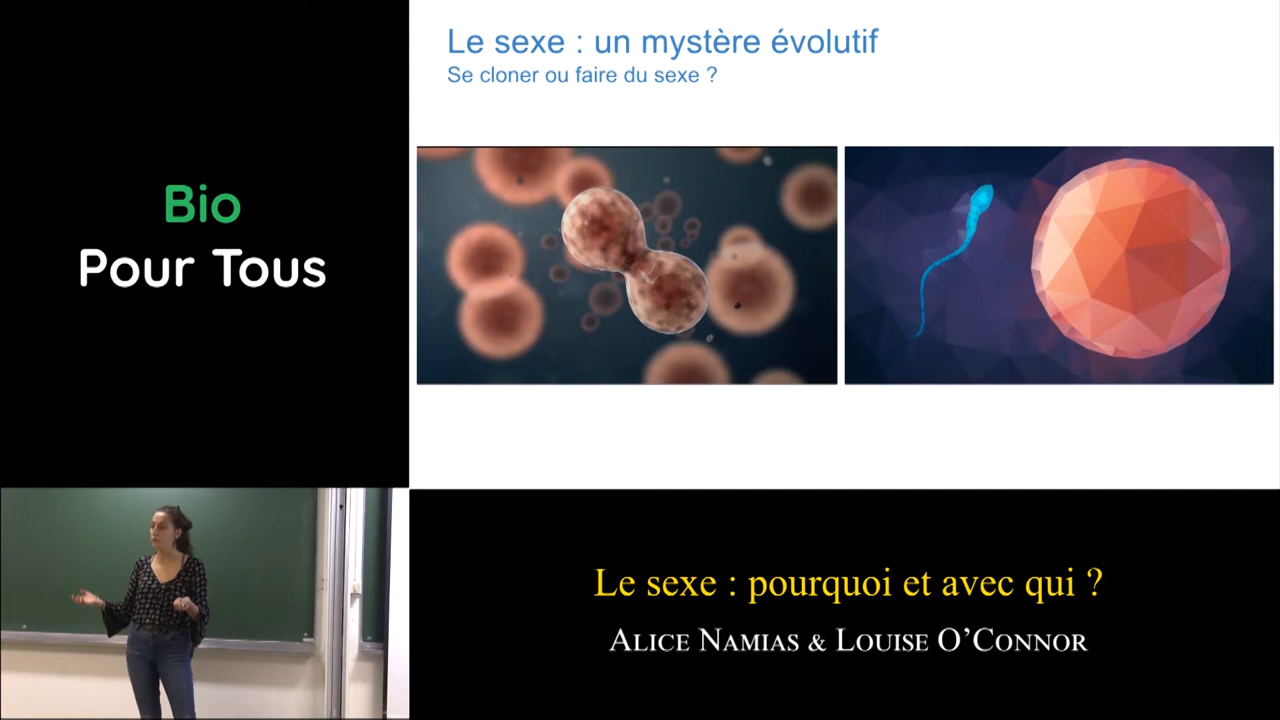 Le sexe : un mystère évolutif
Se cloner ou faire du sexe ?
Bio
Pour Tous
Le sexe : pourquoi et avec qui ?
Alice Namias & Louise O'Connor